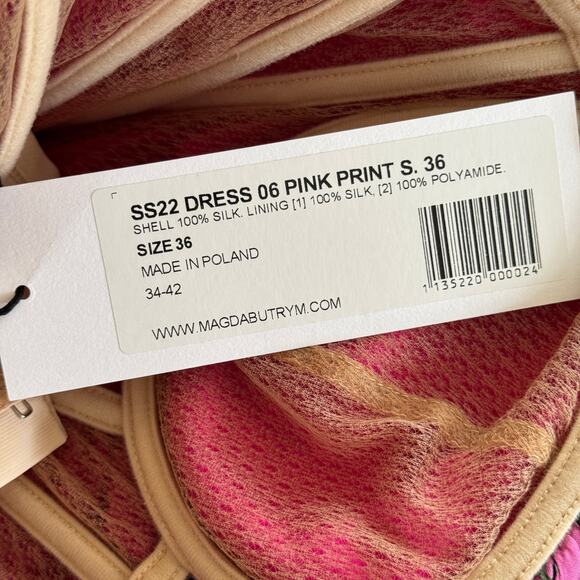 SS22 DRESS 06 PINK PRINT S. 36
SHELL 100% SILK. LINING [1] 100% SILK, [2] 100% POLYAMIDE.
SIZE 36
MADE IN POLAND
34-42
WWW.MAGDABUTRYM.COM
1 135220 000024